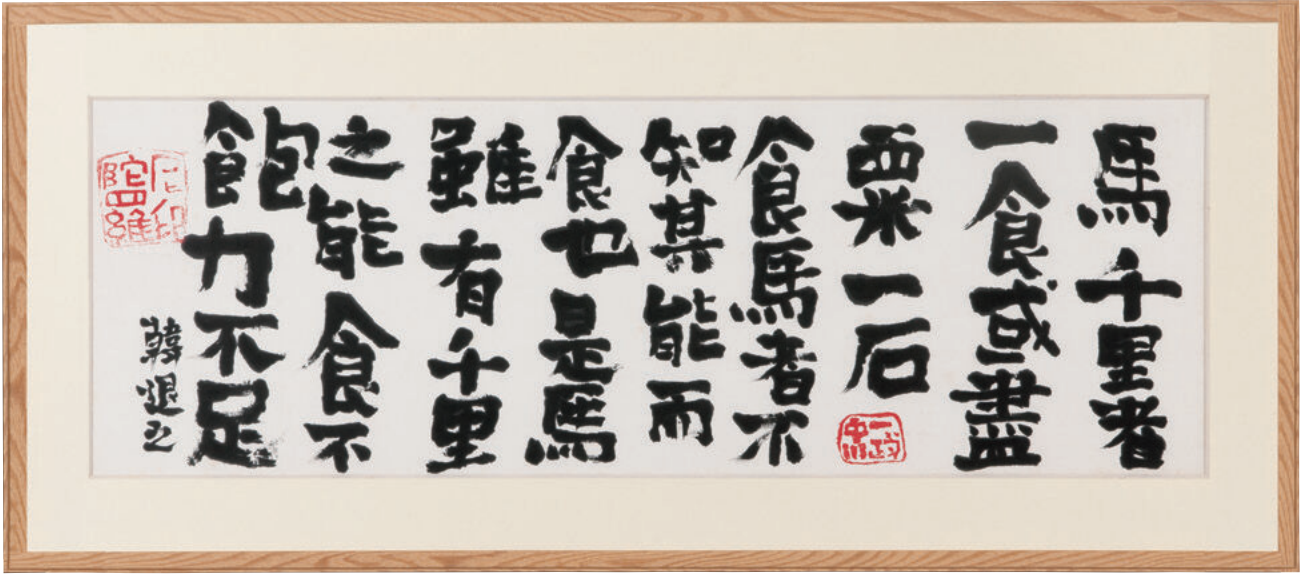 馬千里者
一食或盡
粟一石
食馬者不
知其能而
食也是馬
雖有千里
之能食不
飽力不足
韓退之